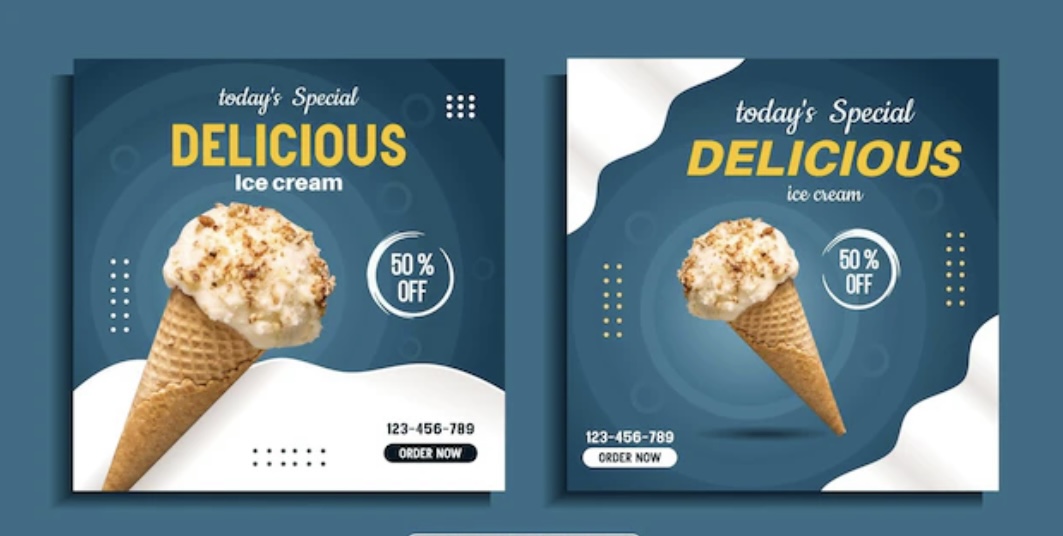 today's Special
DELICIOUS
Ice cream
50 %
OFF
123-456-789
ORDER NOW
today's Special
DELICIOUS
ice cream
50 %
OFF
123-456-789
ORDER NOW